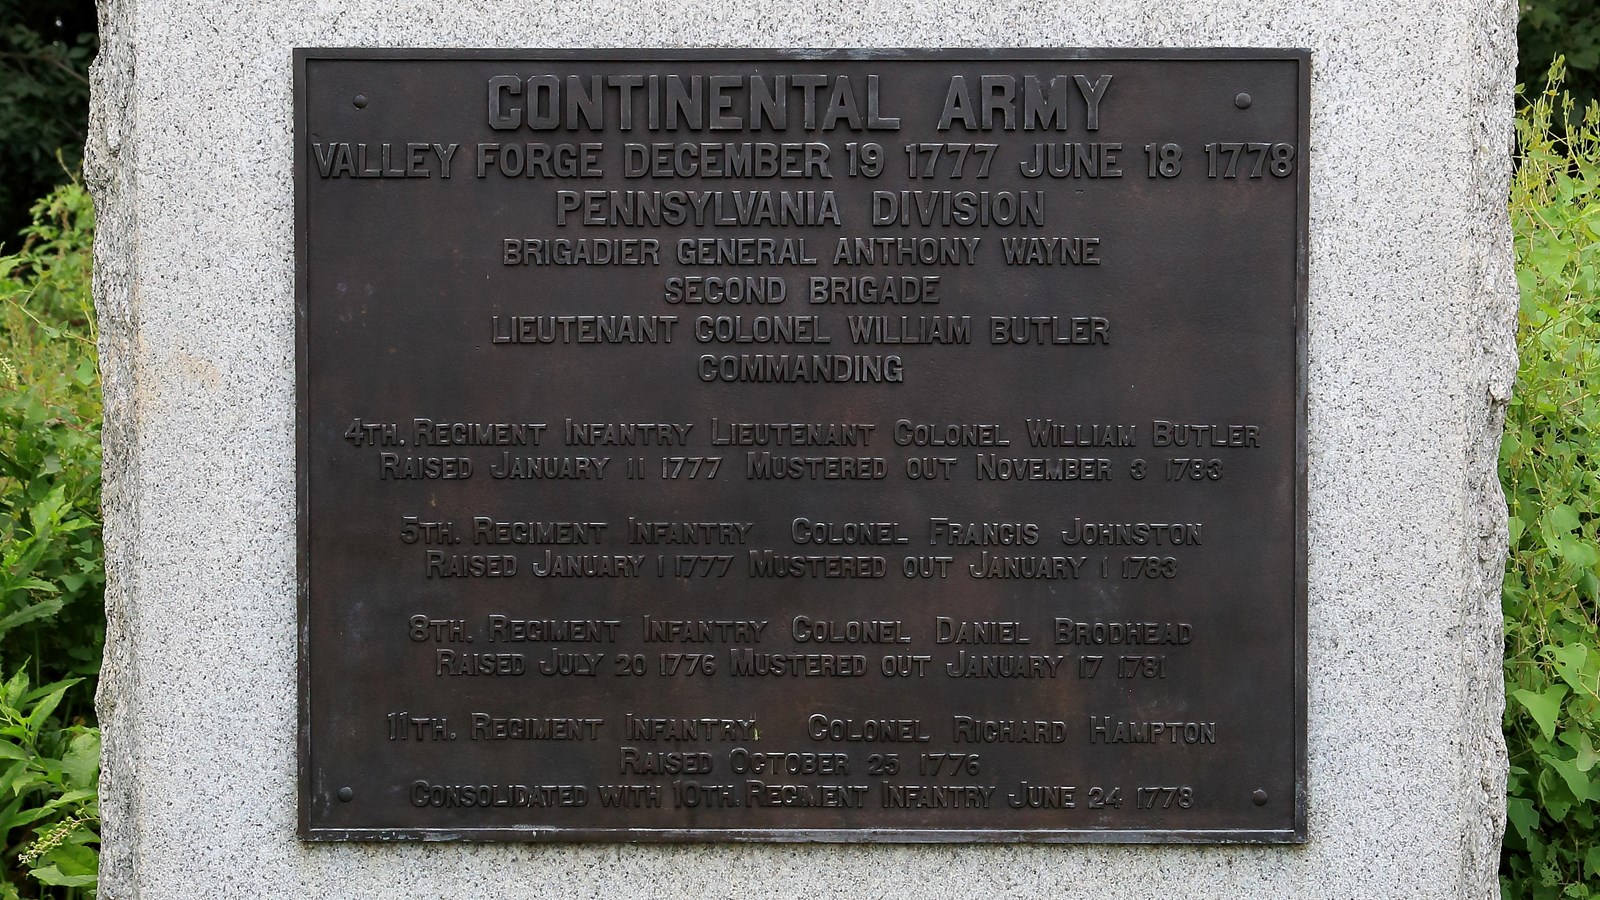 CONTINENTAL ARMY
VALLEY FORGE DECEMBER 19 1777 JUNE 18 1778
PENNSYLVANIA DIVISION
BRIGADIER GENERAL ANTHONY WAYNE
SECOND BRIGADE
LIEUTENANT COLONEL WILLIAM BUTLER
COMMANDING
4TH. REGIMENT INFANTRY LIEUTENANT COLONEL WILLIAM BUTLER
RAISED JANUARY 11 1777 MUSTERED OUT NOVEMBER 3 1783
5TH. REGIMENT INFANTRY COLONEL FRANCIS JOHNSTON
RAISED JANUARY 1 1777 MUSTERED OUT JANUARY 1 1783
8TH. REGIMENT INFANTRY COLONEL DANIEL BRODHEAD
RAISED JULY 20 1776 MUSTERED OUT JANUARY 17 1781
11TH. REGIMENT INFANTRY COLONEL RICHARD HAMPTON
RAISED OCTOBER 25 1776
CONSOLIDATED WITH 10TH. REGIMENT INFANTRY JUNE 24 1778